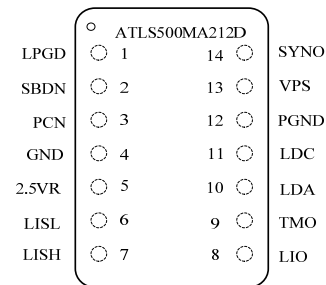 ATLS500MA212D
LPGD 1 14 SYNO
SBDN 2 13 VPS
PCN 3 12 PGND
GND 4 11 LDC
2.5VR 5 10 LDA
LISL 6 9 TMO
LISH 7 8 LIO